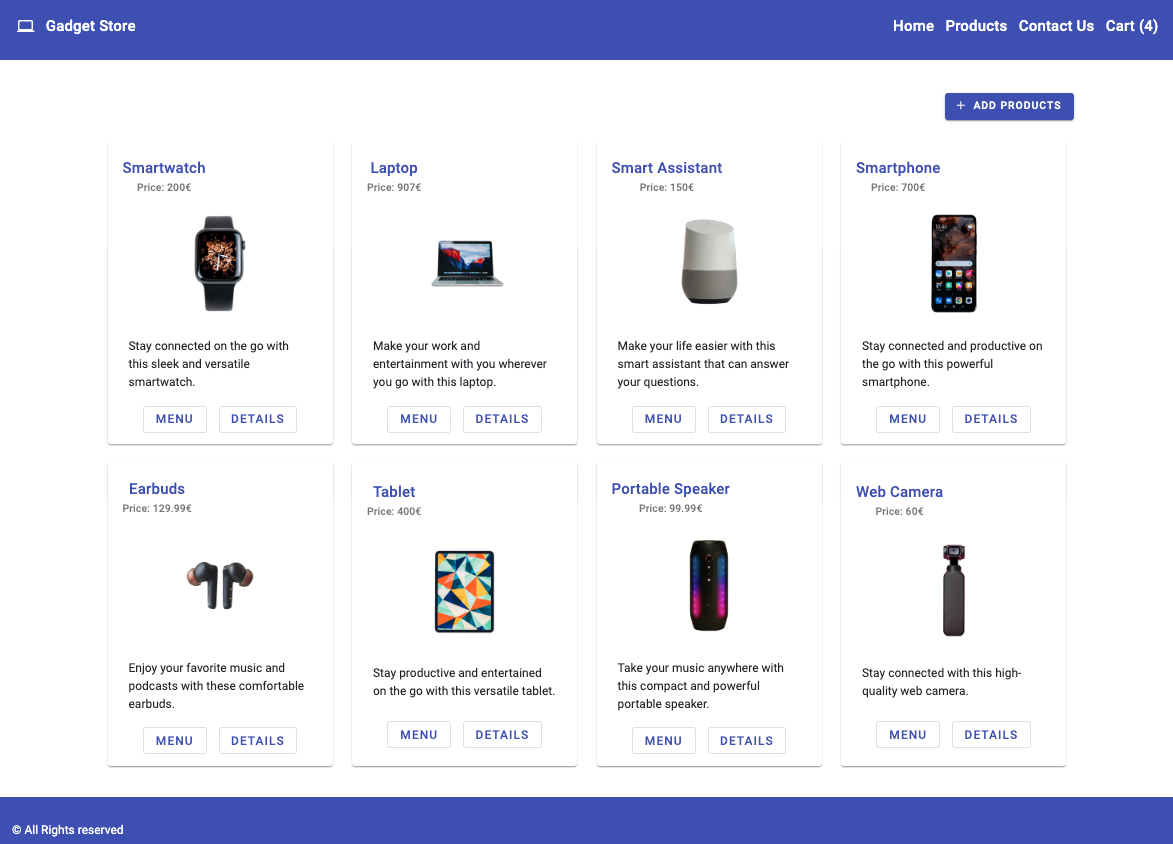 Gadget Store
Home Products Contact Us Cart (4)
+ ADD PRODUCTS
Smartwatch
Price: 200€
Stay connected on the go with
this sleek and versatile
smartwatch.
MENU DETAILS
Laptop
Price: 907€
Make your work and
entertainment with you wherever
you go with this laptop.
MENU DETAILS
Smart Assistant
Price: 150€
Make your life easier with this
smart assistant that can answer
your questions.
MENU DETAILS
Smartphone
Price: 700€
Stay connected and productive on
the go with this powerful
smartphone.
MENU DETAILS
Earbuds
Price: 129.99€
Enjoy your favorite music and
podcasts with these comfortable
earbuds.
MENU DETAILS
Tablet
Price: 400€
Stay productive and entertained
on the go with this versatile tablet.
MENU DETAILS
Portable Speaker
Price: 99.99€
Take your music anywhere with
this compact and powerful
portable speaker.
MENU DETAILS
Web Camera
Price: 60€
Stay connected with this high-
quality web camera.
MENU DETAILS
© All Rights reserved